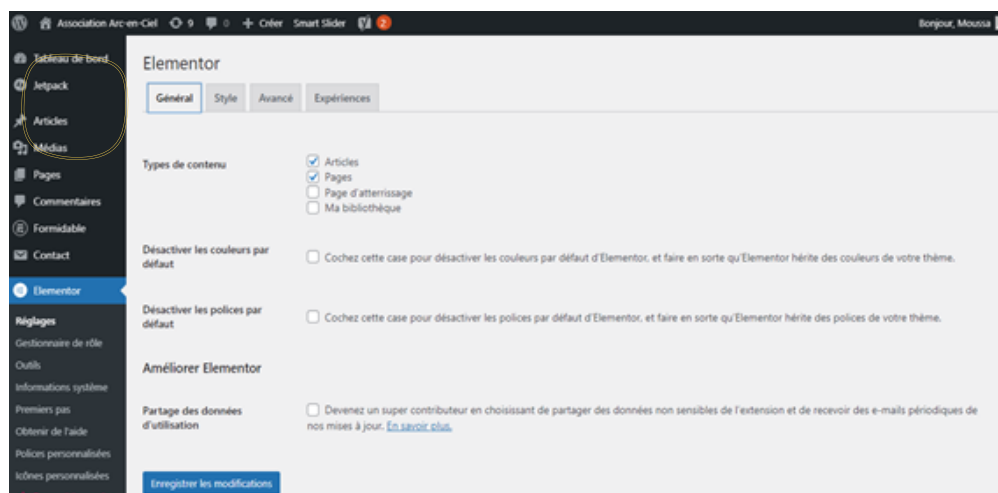 Association Arc-en-Ciel 9 0 + Créer Smart Slider 2 Bonjour, Moussa
Tableau de bord
Jetpack
Articles
Médias
Pages
Commentaires
Formidable
Contact
Elementor
Réglages
Gestionnaire de rôle
Outils
Informations système
Premiers pas
Obtenir de l'aide
Polices personnalisées
Icônes personnalisées
Elementor
Général Style Avancé Expériences
Types de contenu
Articles
Pages
Page d'atterrissage
Ma bibliothèque
Désactiver les couleurs par
défaut
Cochez cette case pour désactiver les couleurs par défaut d'Elementor, et faire en sorte qu'Elementor hérite des couleurs de votre thème.
Désactiver les polices par
défaut
Cochez cette case pour désactiver les polices par défaut d'Elementor, et faire en sorte qu'Elementor hérite des polices de votre thème.
Améliorer Elementor
Partage des données
d'utilisation
Devenez un super contributeur en choisissant de partager des données non sensibles de l'extension et de recevoir des e-mails périodiques de
nos mises à jour. En savoir plus.
Enregistrer les modifications